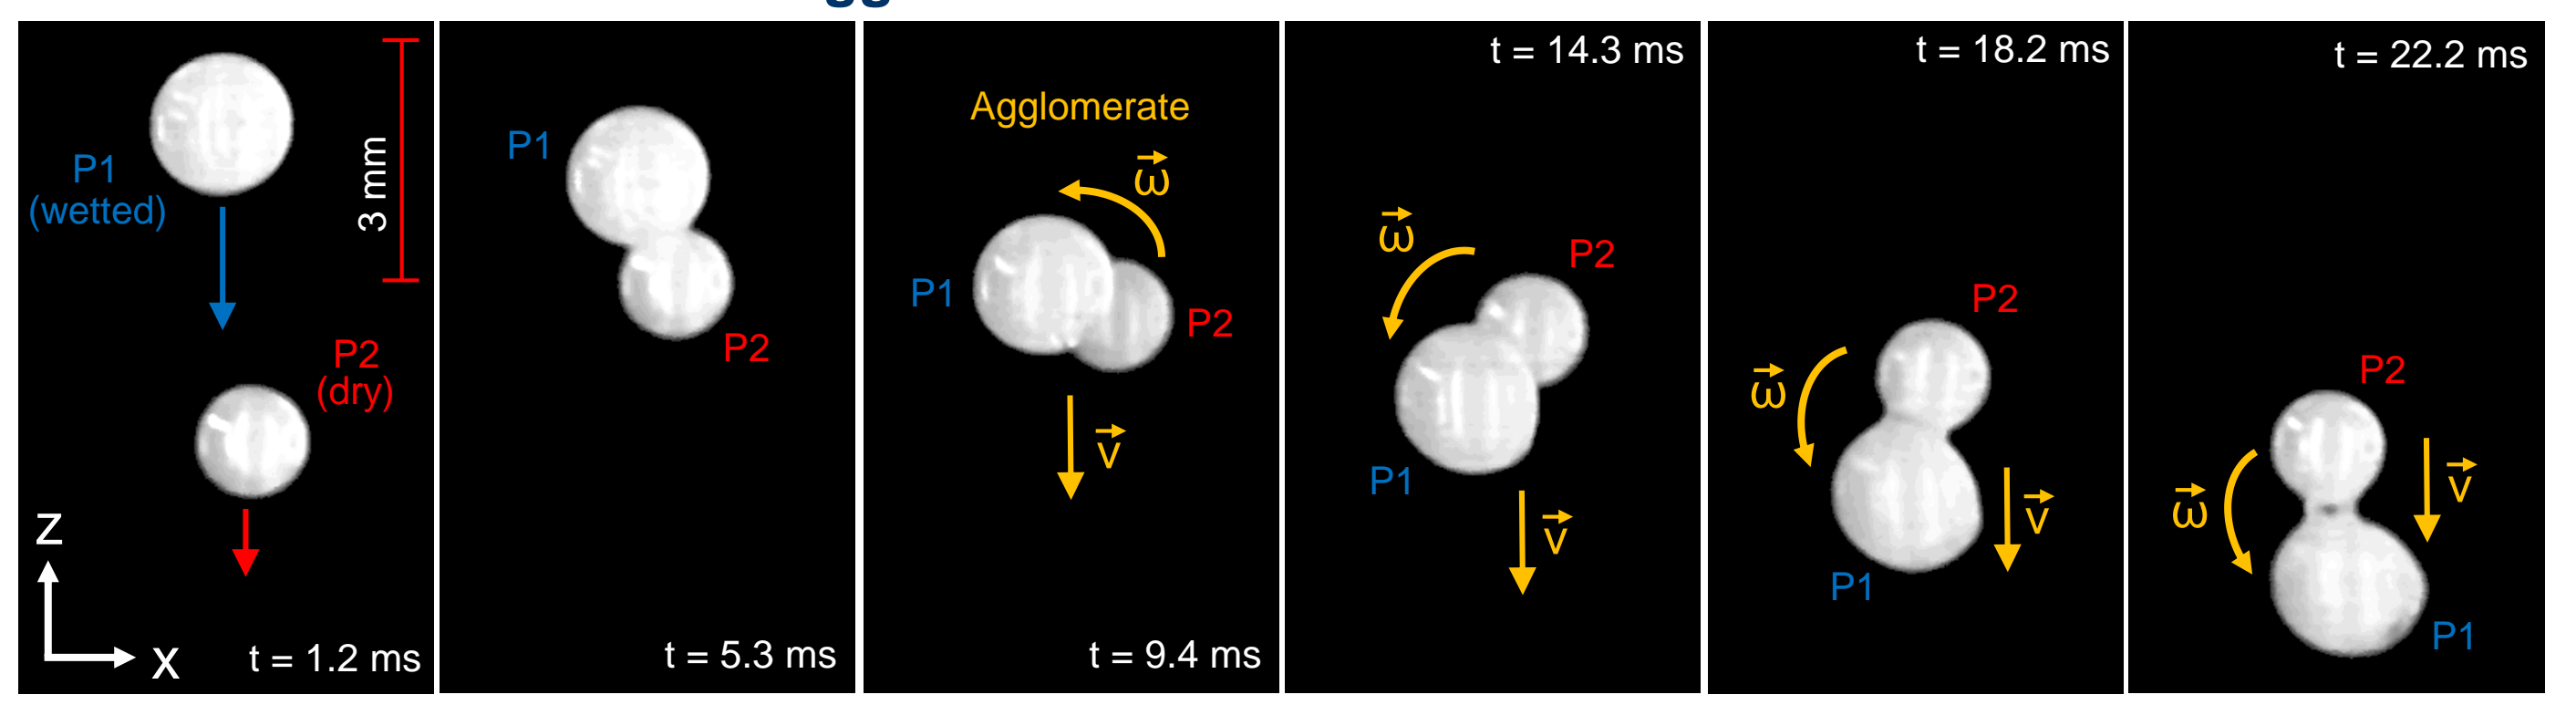 P1
(wetted)
3 mm
P2
(dry)
Z
X
t = 1.2 ms
P1
P2
t = 5.3 ms
Agglomerate
ω
P1
P2
v
t = 9.4 ms
t = 14.3 ms
ω
P2
P1
v
t = 18.2 ms
P2
ω
v
P1
t = 22.2 ms
P2
v
ω
P1